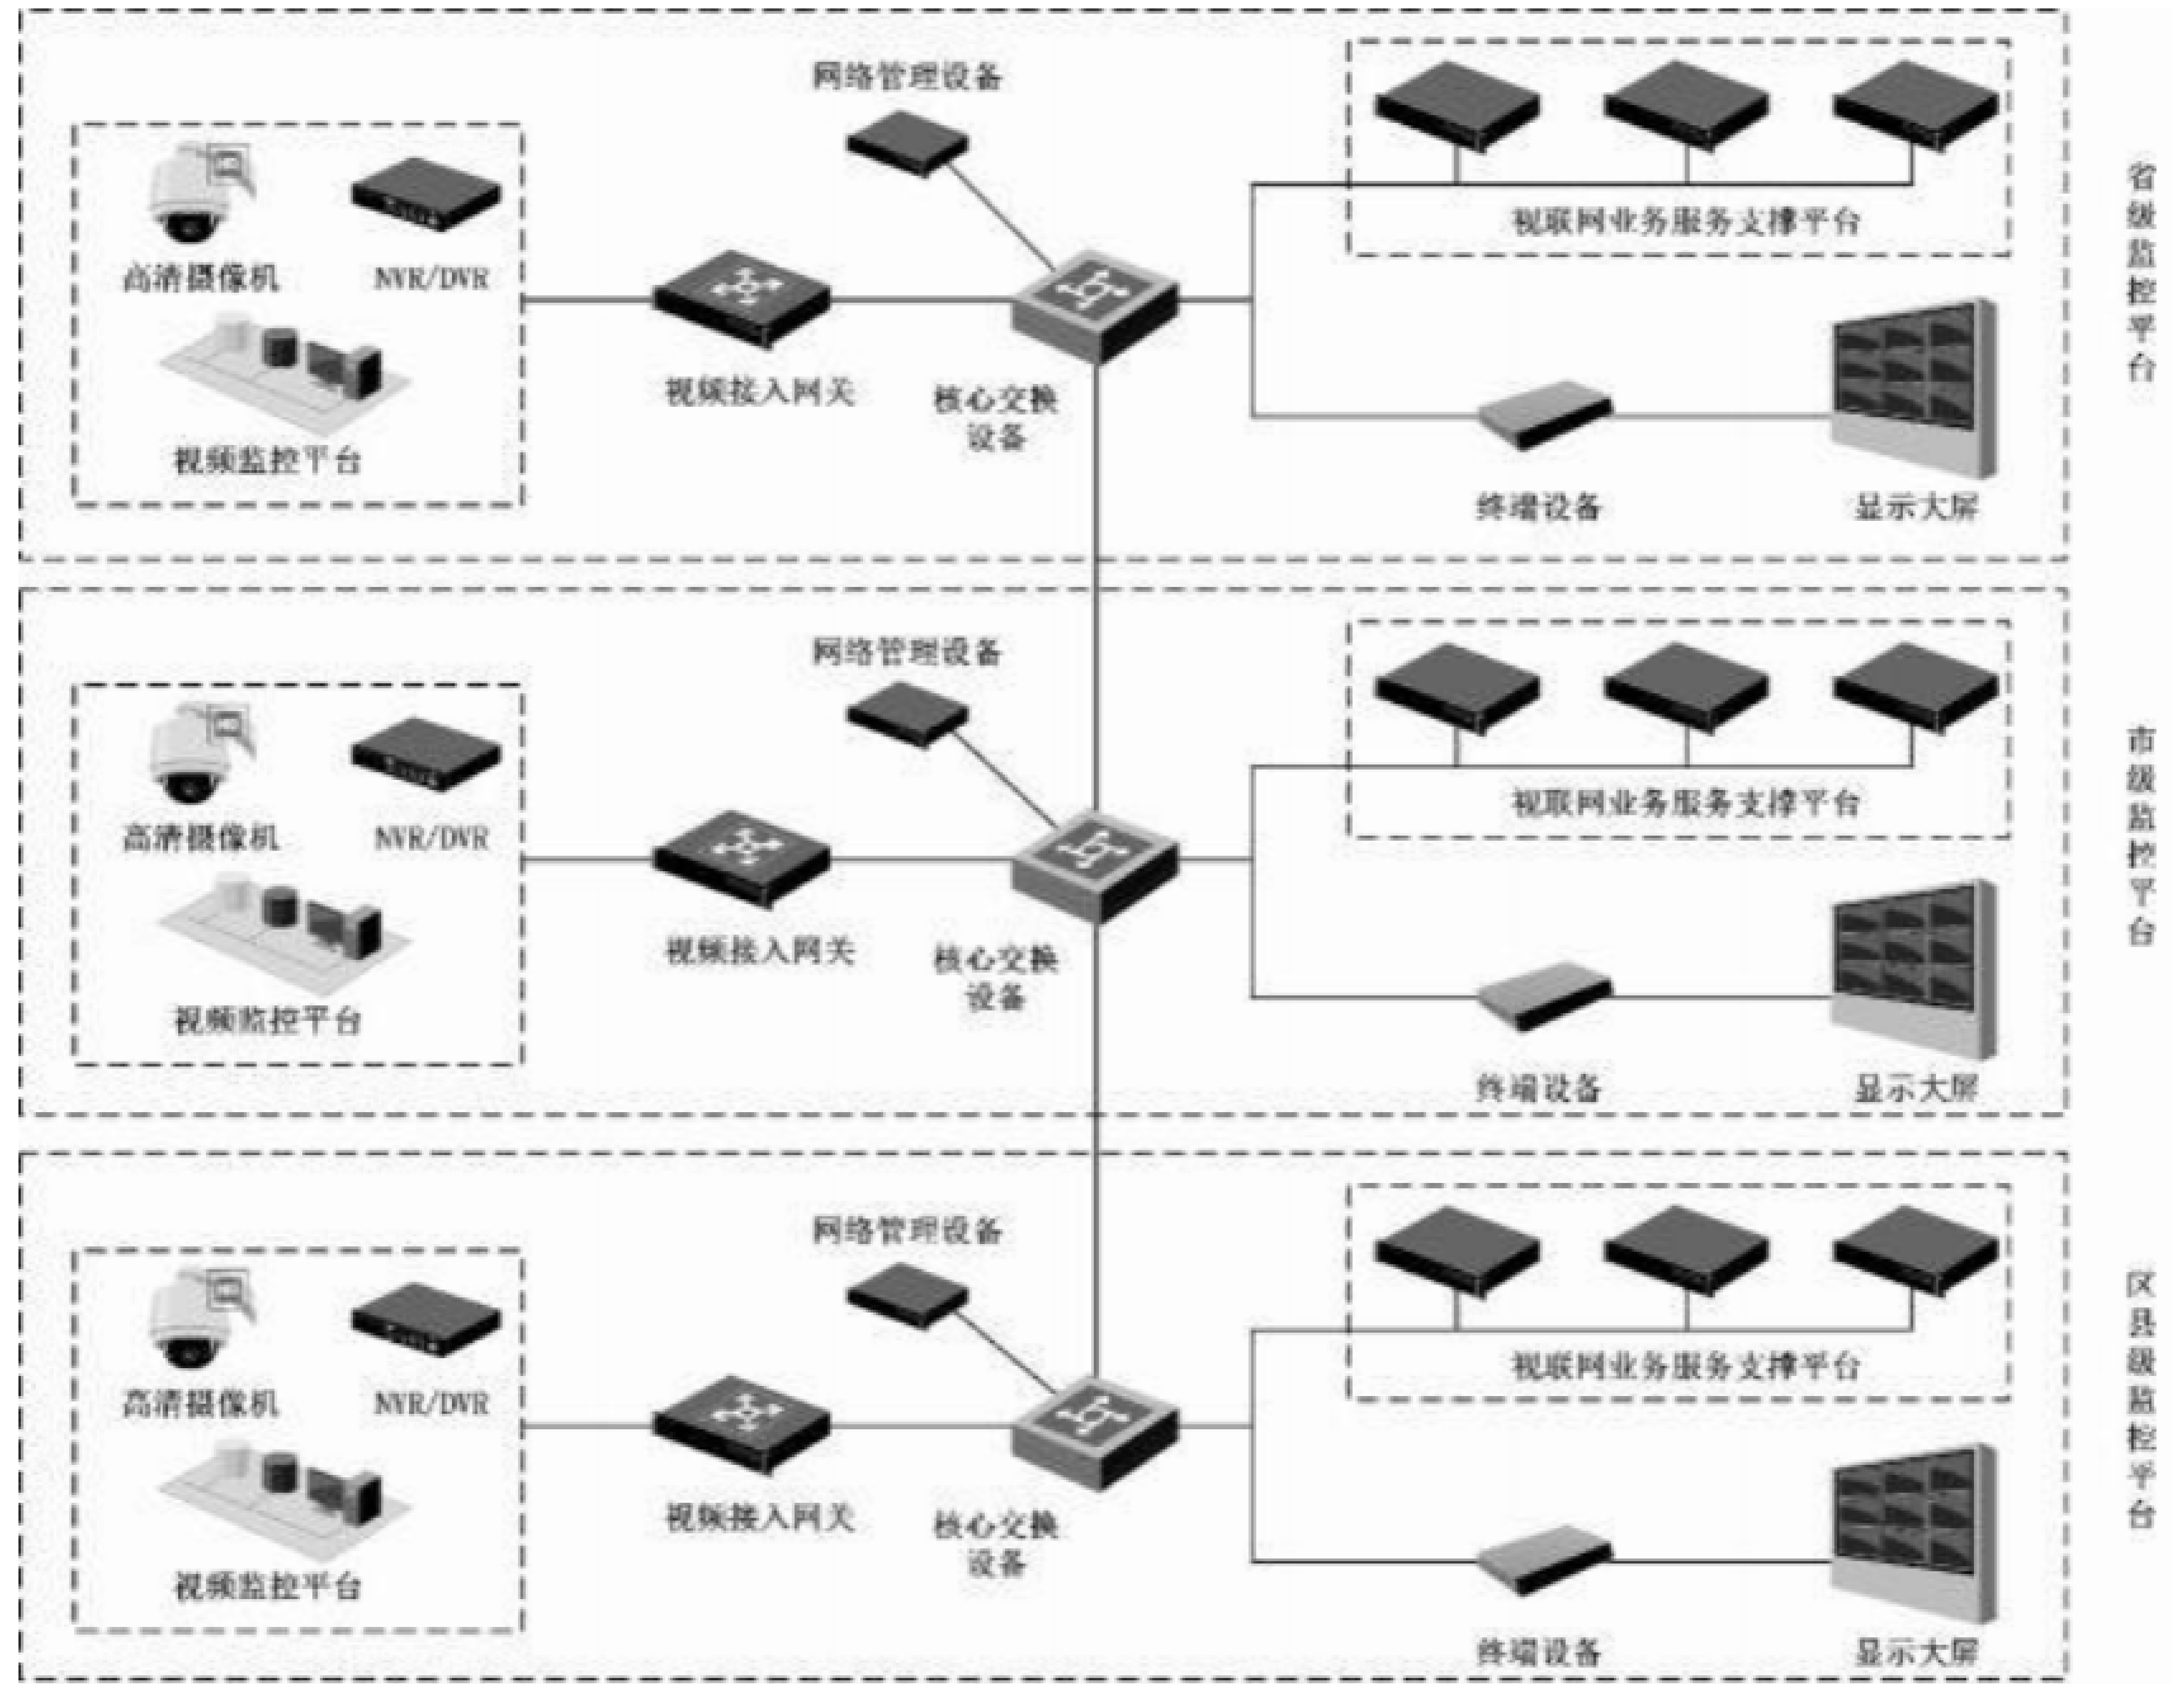 网络管理设备
高清摄像机
NVR/DVR
视频监控平台
视频接入网关
核心交换
设备
视联网业务服务支撑平台
终端设备
显示大屏
省级监控平台
网络管理设备
高清摄像机
NVR/DVR
视频监控平台
视频接入网关
核心交换
设备
视联网业务服务支撑平台
终端设备
显示大屏
市级监控平台
网络管理设备
高清摄像机
NVR/DVR
视频监控平台
视频接入网关
核心交换
设备
视联网业务服务支撑平台
终端设备
显示大屏
区县级监控平台